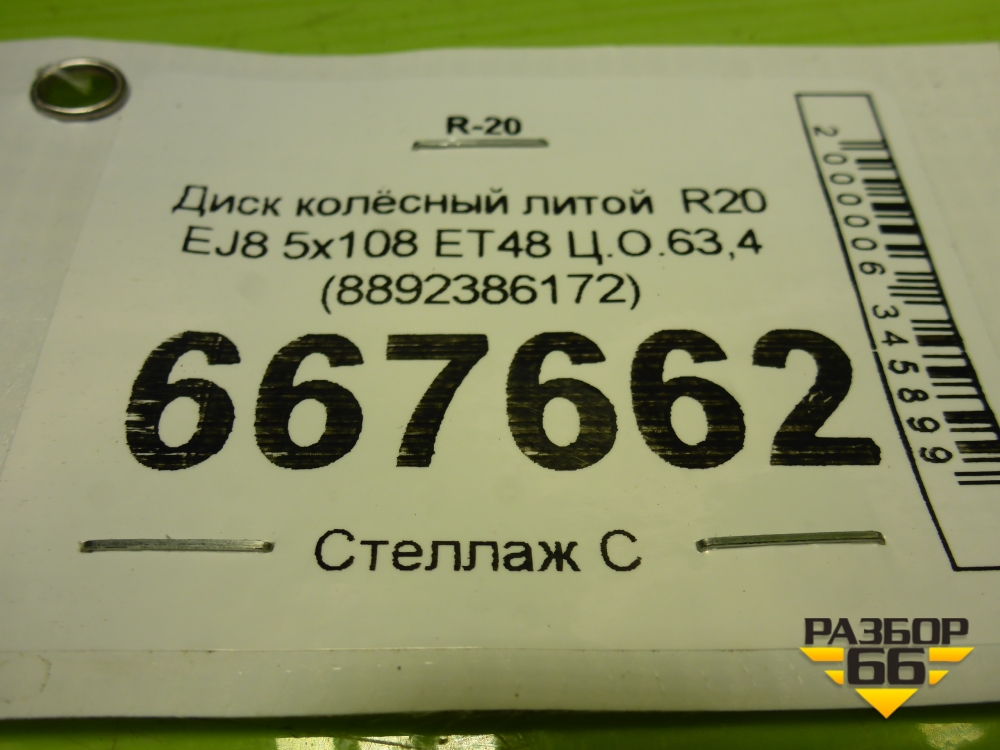 R-20
Диск колёсный литой R20
EJ8 5x108 ET48 Ц.О.63,4
(8892386172)
667662
Стеллаж С
2000006345899
РАЗБОР
66